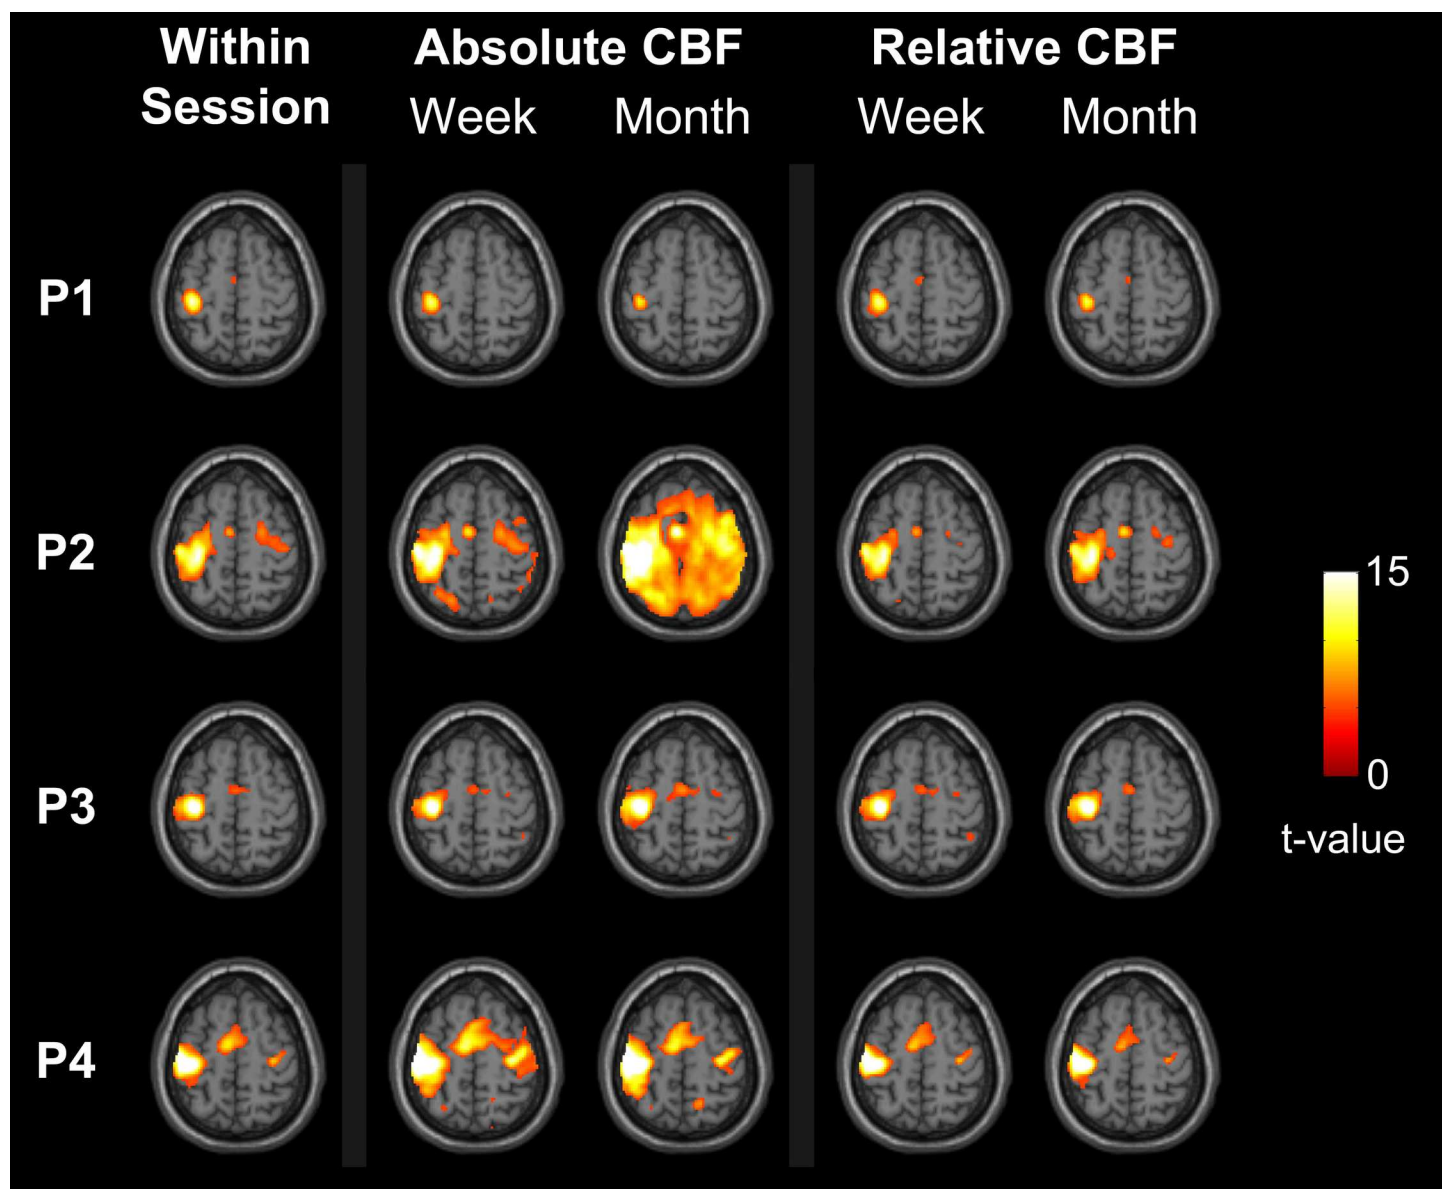 Within
Session
Absolute CBF
Week Month
Relative CBF
Week Month
P1
P2
P3
P4
15
0
t-value